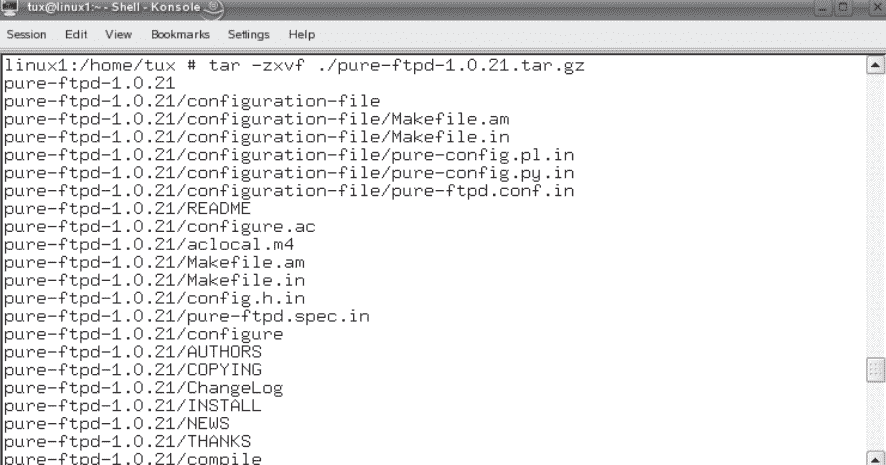 tux@linux1:~ - Shell - Konsole
Session Edit View Bookmarks Settings Help
linux1:/home/tux # tar -zxvf ./pure-ftpd-1.0.21.tar.gz
pure-ftpd-1.0.21
pure-ftpd-1.0.21/configuration-file
pure-ftpd-1.0.21/configuration-file/Makefile.am
pure-ftpd-1.0.21/configuration-file/Makefile.in
pure-ftpd-1.0.21/configuration-file/pure-config.pl.in
pure-ftpd-1.0.21/configuration-file/pure-config.py.in
pure-ftpd-1.0.21/configuration-file/pure-ftpd.conf.in
pure-ftpd-1.0.21/README
pure-ftpd-1.0.21/configure.ac
pure-ftpd-1.0.21/aclocal.m4
pure-ftpd-1.0.21/Makefile.am
pure-ftpd-1.0.21/Makefile.in
pure-ftpd-1.0.21/config.h.in
pure-ftpd-1.0.21/pure-ftpd.spec.in
pure-ftpd-1.0.21/configure
pure-ftpd-1.0.21/AUTHORS
pure-ftpd-1.0.21/COPYING
pure-ftpd-1.0.21/ChangeLog
pure-ftpd-1.0.21/INSTALL
pure-ftpd-1.0.21/NEWS
pure-ftpd-1.0.21/THANKS
pure-ftpd-1.0.21/compile